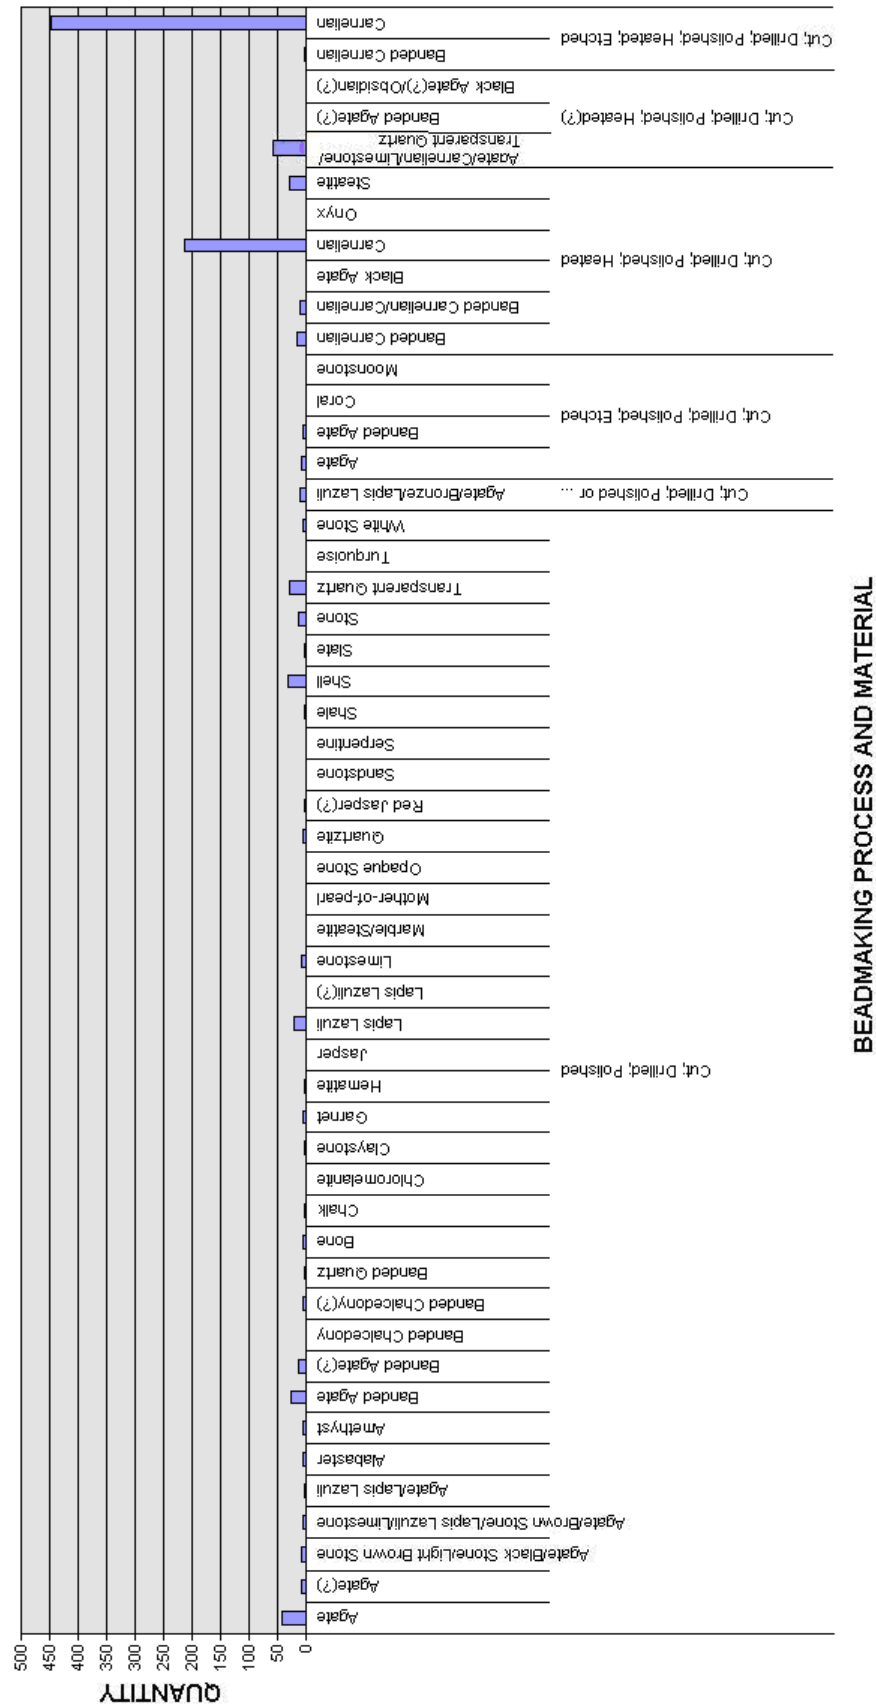 QUANTITY
500
450
400
350
300
250
200
150
100
50
0
Carnelian
Banded Carnelian
Cut; Drilled; Polished; Heated; Etched
Black Agate(?)/Obsidian(?)
Banded Agate(?)
Agate/Carnelian/Limestone/
Transparent Quartz
Cut; Drilled; Polished; Heated(?)
Steatite
Onyx
Carnelian
Black Agate
Banded Carnelian/Carnelian
Banded Carnelian
Cut; Drilled; Polished; Heated
Moonstone
Coral
Banded Agate
Agate
Cut; Drilled; Polished; Etched
Agate/Bronze/Lapis Lazuli
Cut; Drilled; Polished or ...
White Stone
Turquoise
Transparent Quartz
Stone
Slate
Shell
Shale
Serpentine
Sandstone
Red Jasper(?)
Quartzite
Opaque Stone
Mother-of-pearl
Marble/Steatite
Limestone
Lapis Lazuli(?)
Lapis Lazuli
Jasper
Hematite
Garnet
Claystone
Chloromelanite
Chalk
Bone
Banded Quartz
Banded Chalcedony(?)
Banded Chalcedony
Banded Agate(?)
Banded Agate
Amethyst
Alabaster
Agate/Lapis Lazuli
Agate/Brown Stone/Lapis Lazuli/Limestone
Agate/Black Stone/Light Brown Stone
Agate(?)
Agate
Cut; Drilled; Polished
BEADMAKING PROCESS AND MATERIAL